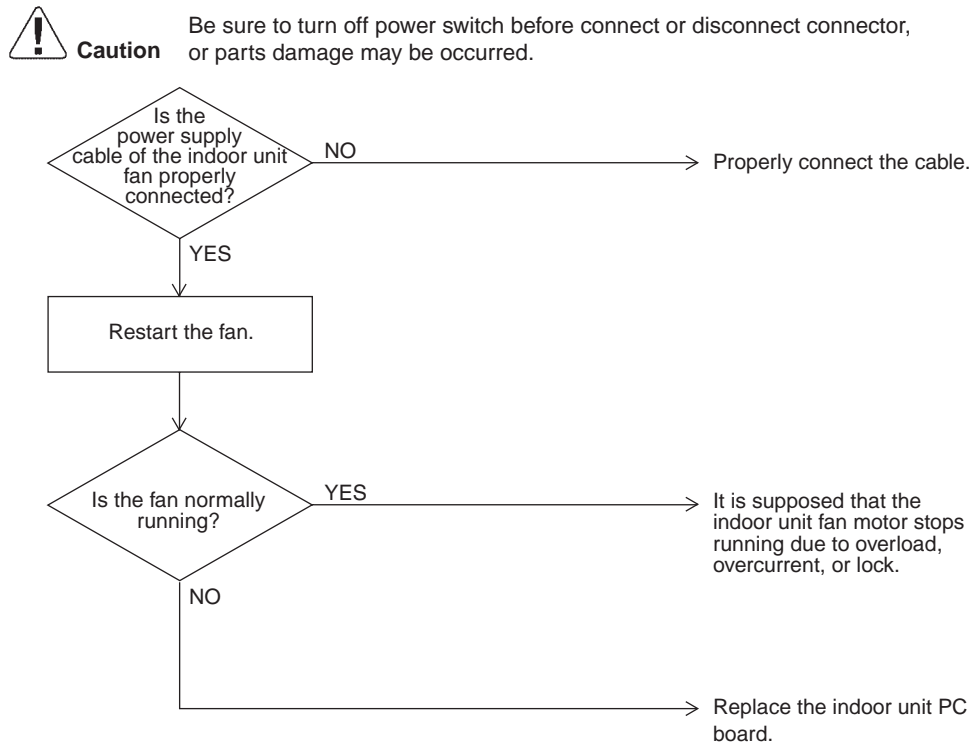 Be sure to turn off power switch before connect or disconnect connector,
Caution or parts damage may be occurred.
Is the
power supply
cable of the indoor unit
fan properly
connected?
NO
Properly connect the cable.
YES
Restart the fan.
Is the fan normally
running?
YES
It is supposed that the
indoor unit fan motor stops
running due to overload,
overcurrent, or lock.
NO
Replace the indoor unit PC
board.